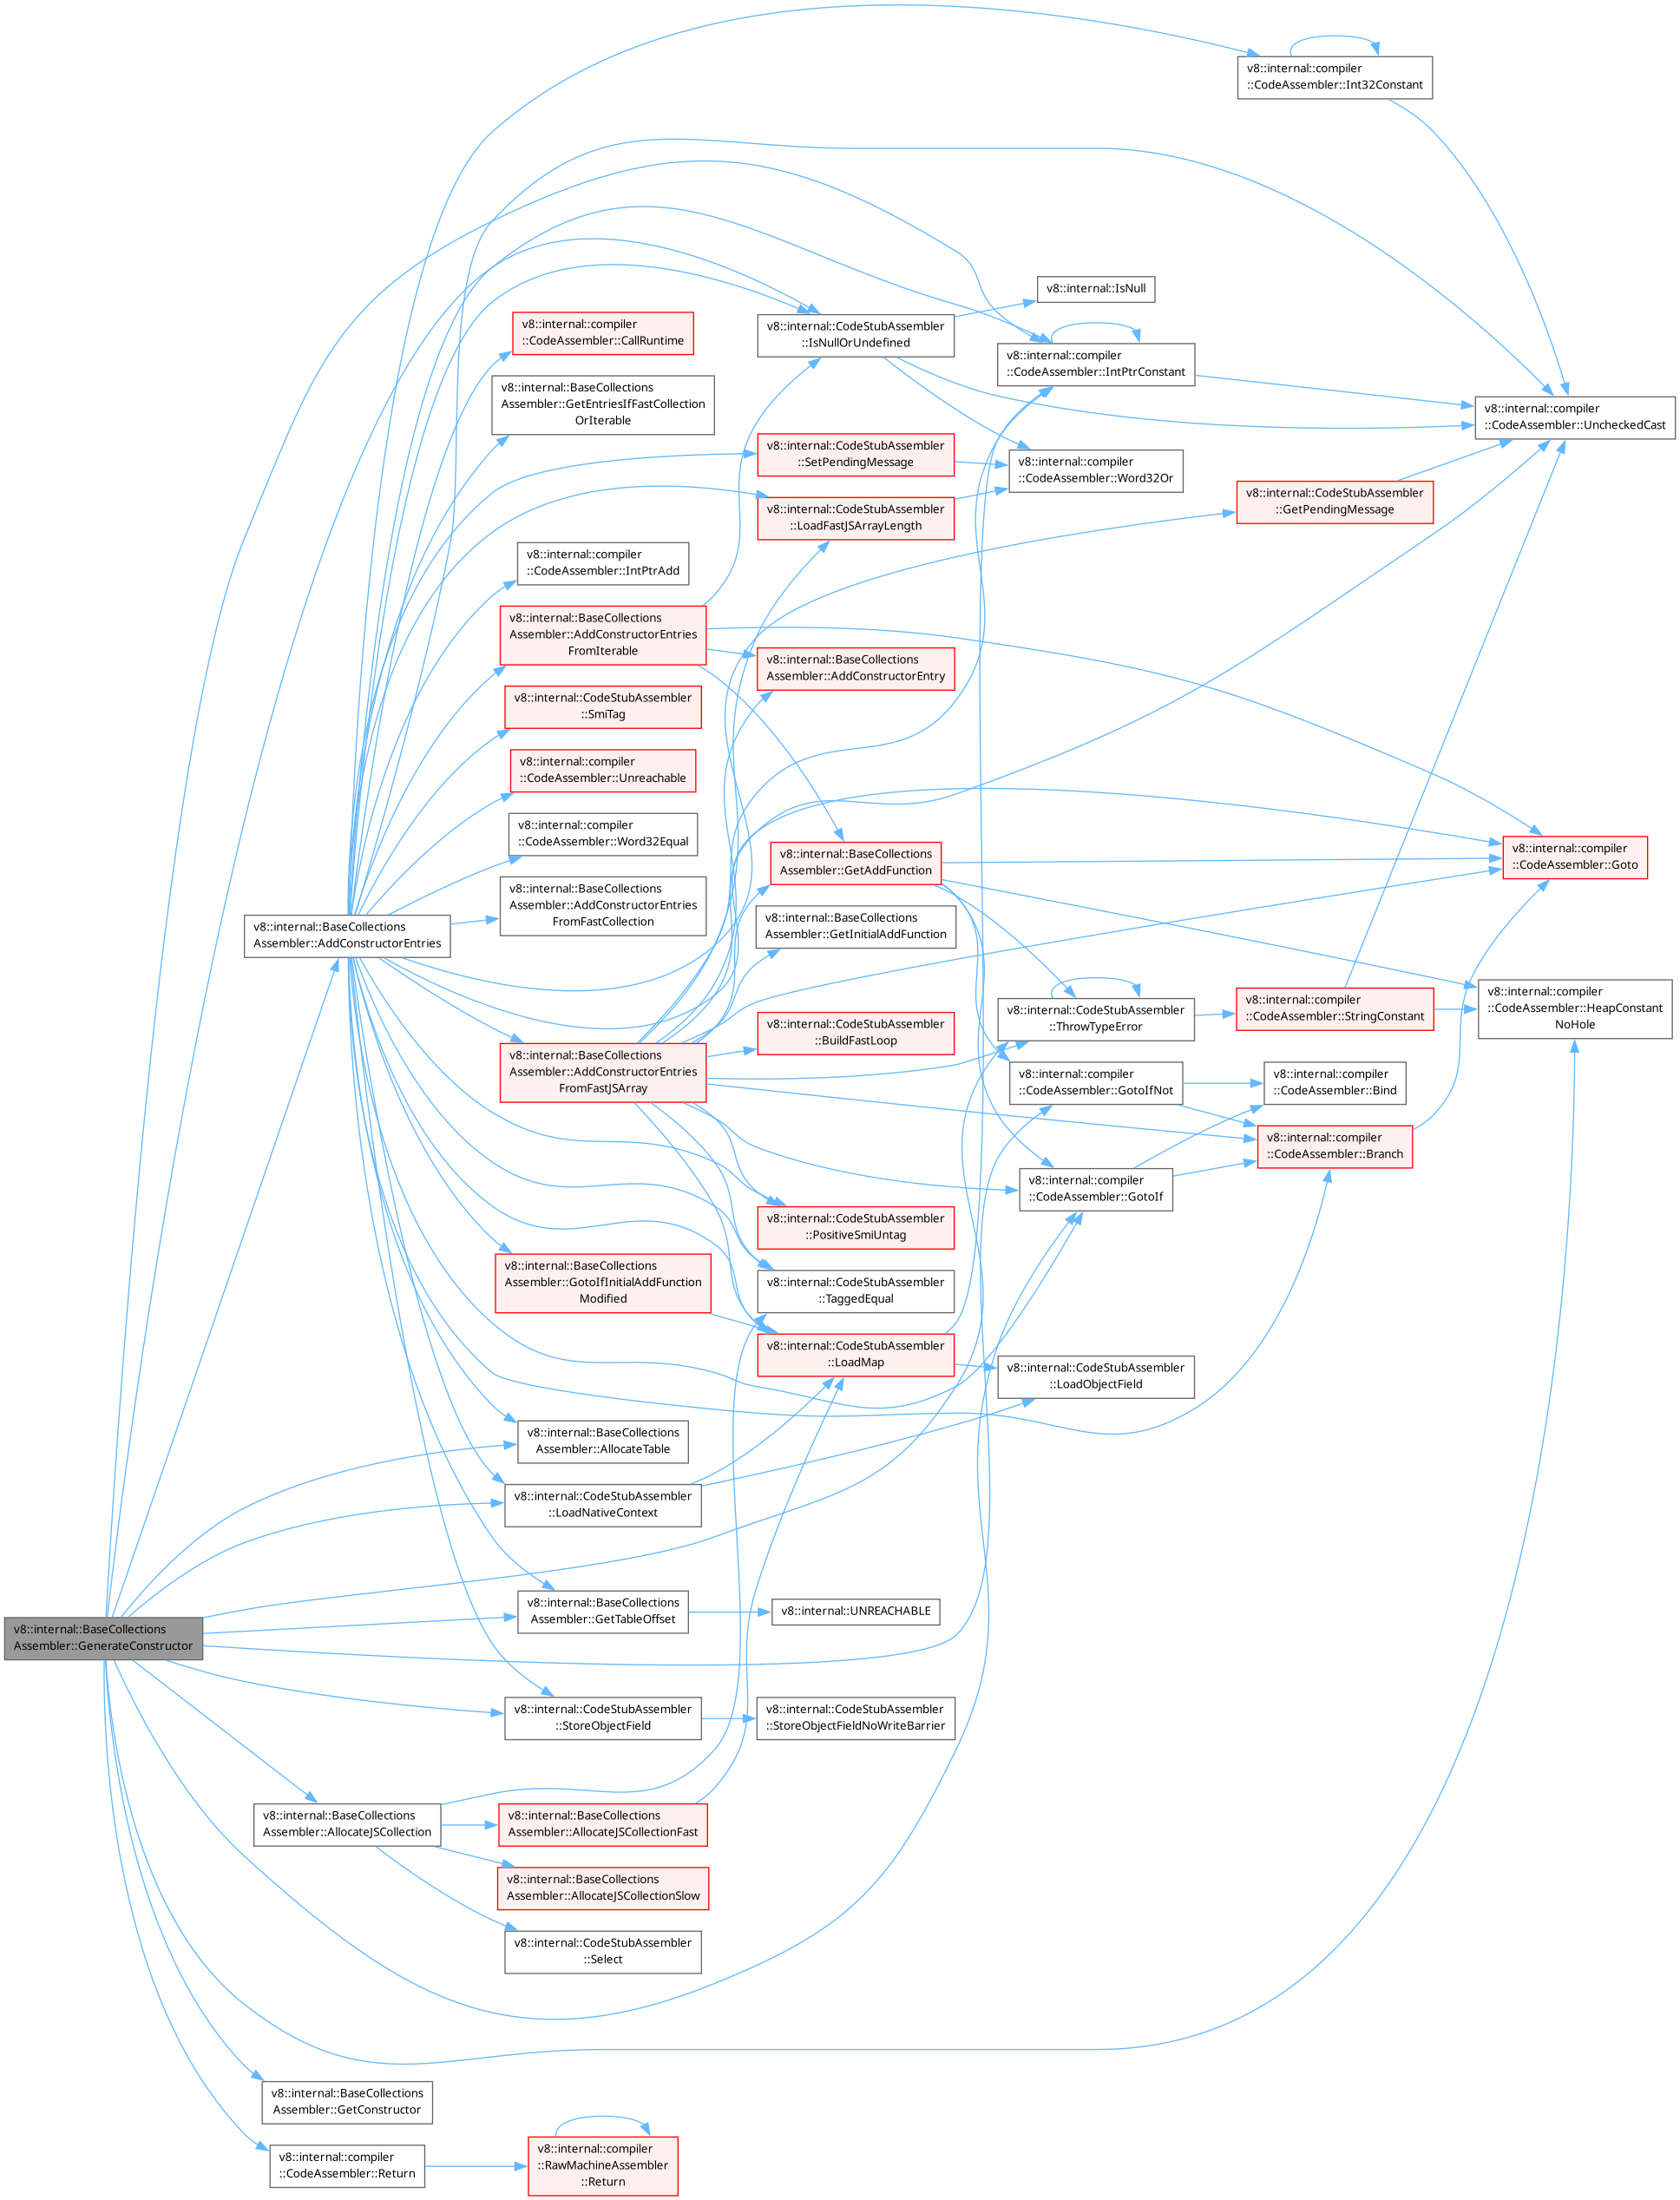 v8::internal::compiler
::CodeAssembler::Int32Constant
v8::internal::IsNull
v8::internal::compiler
::CodeAssembler::CallRuntime
v8::internal::CodeStubAssembler
::IsNullOrUndefined
v8::internal::compiler
::CodeAssembler::IntPtrConstant
v8::internal::BaseCollections
Assembler::GetEntriesIfFastCollection
OrIterable
v8::internal::compiler
::CodeAssembler::UncheckedCast
v8::internal::CodeStubAssembler
::SetPendingMessage
v8::internal::compiler
::CodeAssembler::Word32Or
v8::internal::CodeStubAssembler
::GetPendingMessage
v8::internal::CodeStubAssembler
::LoadFastJSArrayLength
v8::internal::compiler
::CodeAssembler::IntPtrAdd
v8::internal::BaseCollections
Assembler::AddConstructorEntries
FromIterable
v8::internal::BaseCollections
Assembler::AddConstructorEntry
v8::internal::CodeStubAssembler
::SmiTag
v8::internal::compiler
::CodeAssembler::Unreachable
v8::internal::compiler
::CodeAssembler::Word32Equal
v8::internal::BaseCollections
Assembler::GetAddFunction
v8::internal::compiler
::CodeAssembler::Goto
v8::internal::BaseCollections
Assembler::AddConstructorEntries
FromFastCollection
v8::internal::BaseCollections
Assembler::AddConstructorEntries
v8::internal::BaseCollections
Assembler::GetInitialAddFunction
v8::internal::CodeStubAssembler
::ThrowTypeError
v8::internal::compiler
::CodeAssembler::StringConstant
v8::internal::compiler
::CodeAssembler::HeapConstant
NoHole
v8::internal::CodeStubAssembler
::BuildFastLoop
v8::internal::BaseCollections
Assembler::AddConstructorEntries
FromFastJSArray
v8::internal::compiler
::CodeAssembler::GotoIfNot
v8::internal::compiler
::CodeAssembler::Bind
v8::internal::compiler
::CodeAssembler::Branch
v8::internal::compiler
::CodeAssembler::GotoIf
v8::internal::CodeStubAssembler
::PositiveSmiUntag
v8::internal::BaseCollections
Assembler::GotoIfInitialAddFunction
Modified
v8::internal::CodeStubAssembler
::TaggedEqual
v8::internal::CodeStubAssembler
::LoadMap
v8::internal::CodeStubAssembler
::LoadObjectField
v8::internal::BaseCollections
Assembler::AllocateTable
v8::internal::CodeStubAssembler
::LoadNativeContext
v8::internal::BaseCollections
Assembler::GetTableOffset
v8::internal::UNREACHABLE
v8::internal::BaseCollections
Assembler::GenerateConstructor
v8::internal::CodeStubAssembler
::StoreObjectField
v8::internal::CodeStubAssembler
::StoreObjectFieldNoWriteBarrier
v8::internal::BaseCollections
Assembler::AllocateJSCollection
v8::internal::BaseCollections
Assembler::AllocateJSCollectionFast
v8::internal::BaseCollections
Assembler::AllocateJSCollectionSlow
v8::internal::CodeStubAssembler
::Select
v8::internal::BaseCollections
Assembler::GetConstructor
v8::internal::compiler
::CodeAssembler::Return
v8::internal::compiler
::RawMachineAssembler
::Return